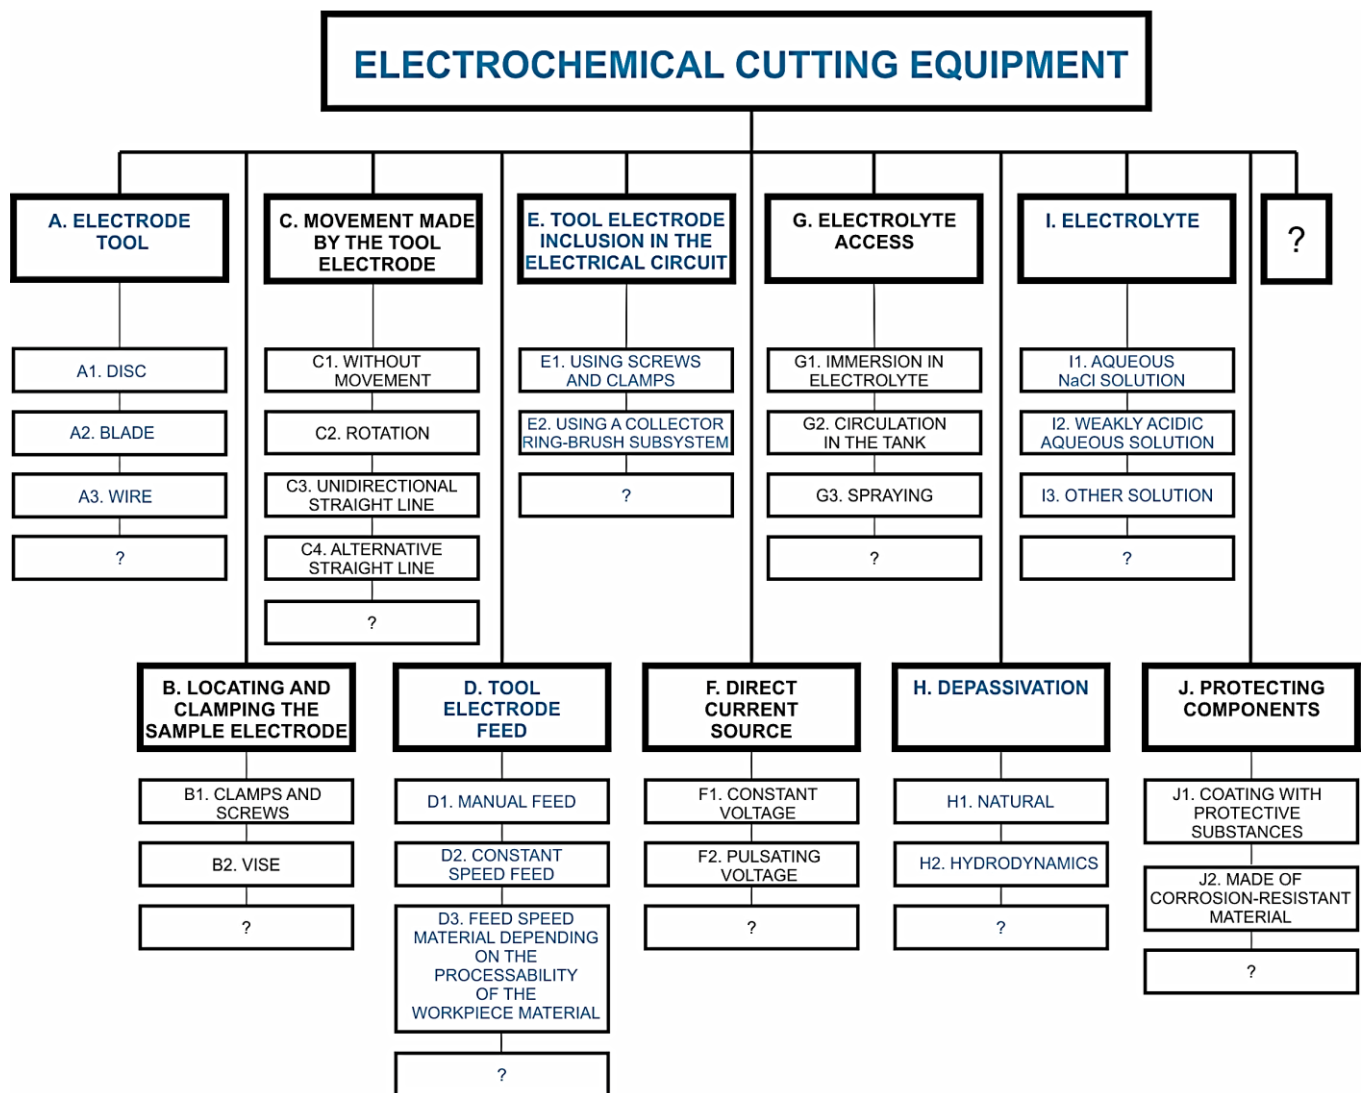 ELECTROCHEMICAL CUTTING EQUIPMENT
A. ELECTRODE
TOOL
A1. DISC
A2. BLADE
A3. WIRE
?
C. MOVEMENT MADE
BY THE TOOL
ELECTRODE
C1. WITHOUT
MOVEMENT
C2. ROTATION
C3. UNIDIRECTIONAL
STRAIGHT LINE
C4. ALTERNATIVE
STRAIGHT LINE
?
E. TOOL ELECTRODE
INCLUSION IN THE
ELECTRICAL CIRCUIT
E1. USING SCREWS
AND CLAMPS
E2. USING A COLLECTOR
RING-BRUSH SUBSYSTEM
?
G. ELECTROLYTE
ACCESS
G1. IMMERSION IN
ELECTROLYTE
G2. CIRCULATION
IN THE TANK
G3. SPRAYING
?
I. ELECTROLYTE
I1. AQUEOUS
NaCl SOLUTION
I2. WEAKLY ACIDIC
AQUEOUS SOLUTION
I3. OTHER SOLUTION
?
?
B. LOCATING AND
CLAMPING THE
SAMPLE ELECTRODE
B1. CLAMPS AND
SCREWS
B2. VISE
?
D. TOOL
ELECTRODE
FEED
D1. MANUAL FEED
D2. CONSTANT
SPEED FEED
D3. FEED SPEED
MATERIAL DEPENDING
ON THE
PROCESSABILITY
OF THE
WORKPIECE MATERIAL
?
F. DIRECT
CURRENT
SOURCE
F1. CONSTANT
VOLTAGE
F2. PULSATING
VOLTAGE
?
H. DEPASSIVATION
H1. NATURAL
H2. HYDRODYNAMICS
?
J. PROTECTING
COMPONENTS
J1. COATING WITH
PROTECTIVE
SUBSTANCES
J2. MADE OF
CORROSION-RESISTANT
MATERIAL
?